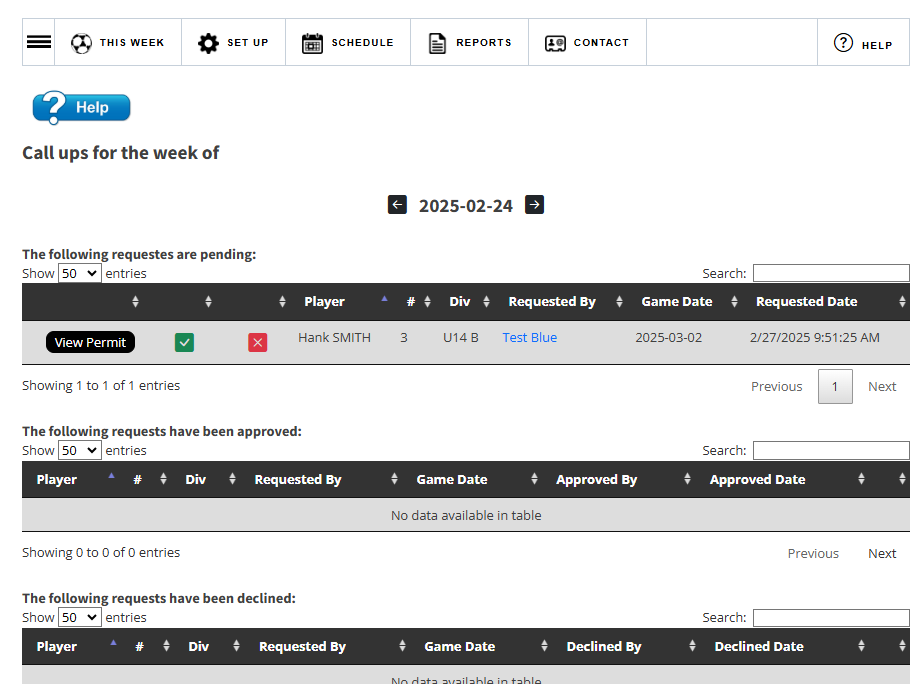 THIS WEEK SET UP SCHEDULE REPORTS CONTACT ? HELP
? Help
Call ups for the week of
2025-02-24
The following requestes are pending:
Show 50 entries Search:
Player # Div Requested By Game Date Requested Date
View Permit Hank SMITH 3 U14 B Test Blue 2025-03-02 2/27/2025 9:51:25 AM
Showing 1 to 1 of 1 entries Previous 1 Next
The following requests have been approved:
Show 50 entries Search:
Player # Div Requested By Game Date Approved By Approved Date
No data available in table
Showing 0 to 0 of 0 entries Previous Next
The following requests have been declined:
Show 50 entries Search:
Player # Div Requested By Game Date Declined By Declined Date
No data available in table